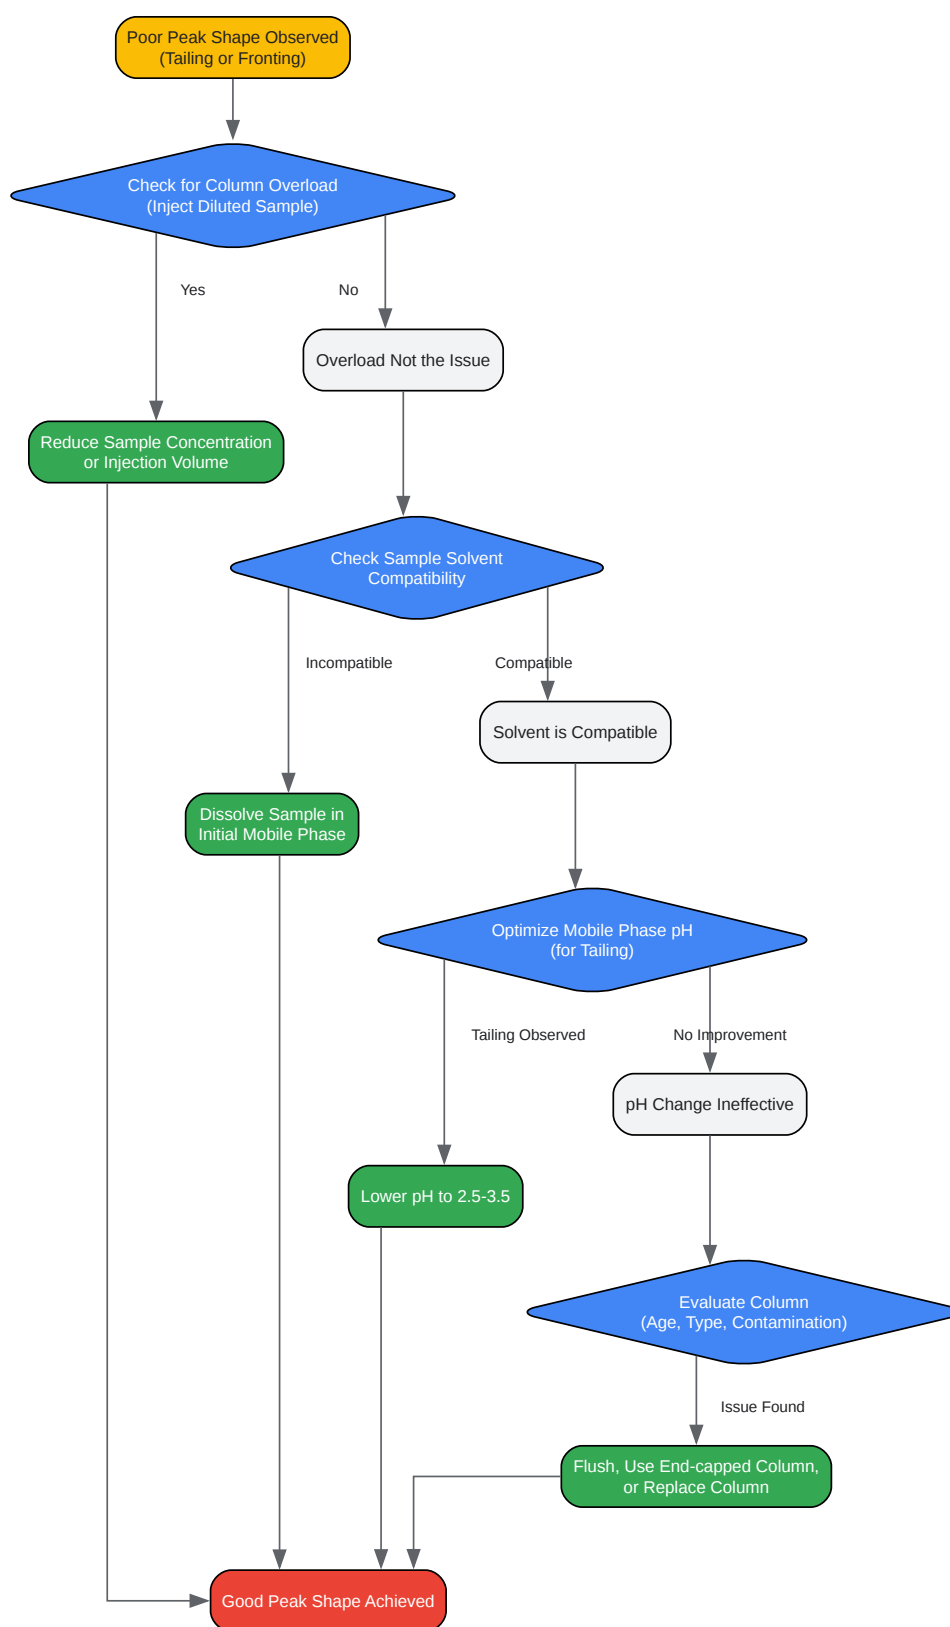 Poor Peak Shape Observed
(Tailing or Fronting)
Check for Column Overload
(Inject Diluted Sample)
Yes
No
Overload Not the Issue
Reduce Sample Concentration
or Injection Volume
Check Sample Solvent
Compatibility
Incompatible
Compatible
Solvent is Compatible
Dissolve Sample in
Initial Mobile Phase
Optimize Mobile Phase pH
(for Tailing)
Tailing Observed
No Improvement
pH Change Ineffective
Lower pH to 2.5-3.5
Evaluate Column
(Age, Type, Contamination)
Issue Found
Flush, Use End-capped Column,
or Replace Column
Good Peak Shape Achieved